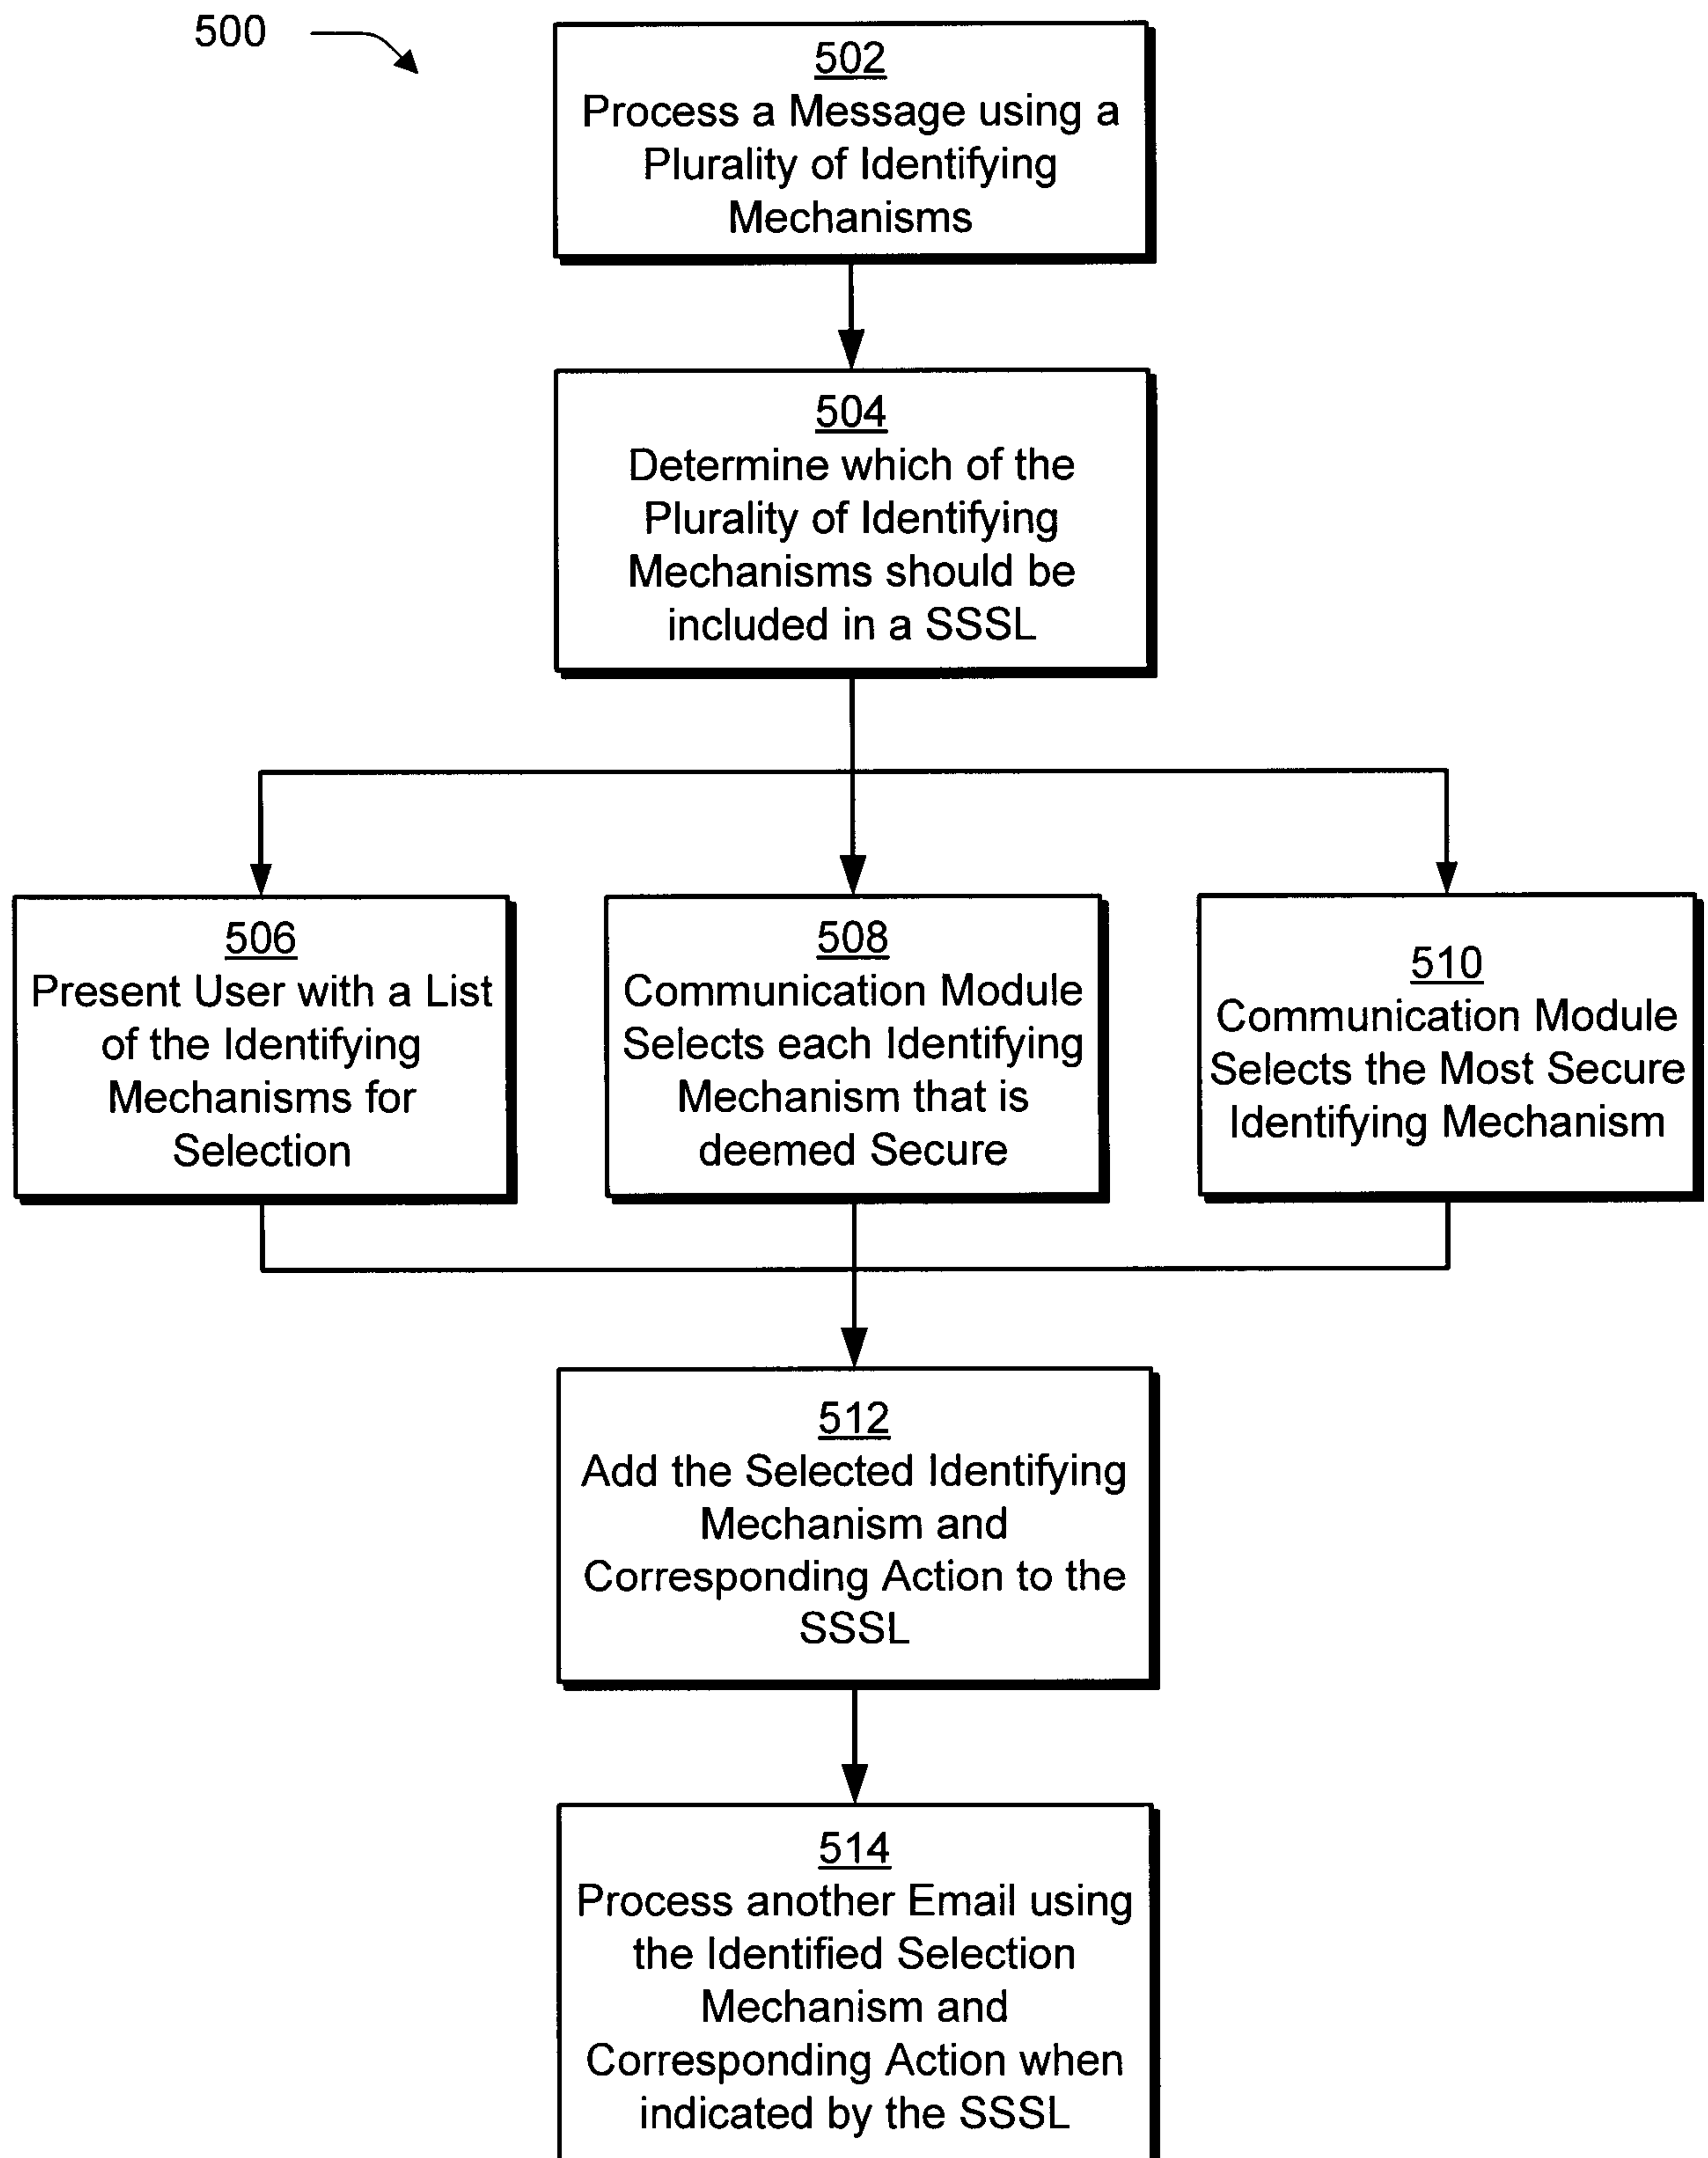 500
502
Process a Message using a
Plurality of Identifying
Mechanisms
504
Determine which of the
Plurality of Identifying
Mechanisms should be
included in a SSSL
506
Present User with a List
of the Identifying
Mechanisms for
Selection
508
Communication Module
Selects each Identifying
Mechanism that is
deemed Secure
510
Communication Module
Selects the Most Secure
Identifying Mechanism
512
Add the Selected Identifying
Mechanism and
Corresponding Action to the
SSSL
514
Process another Email using
the Identified Selection
Mechanism and
Corresponding Action when
indicated by the SSSL